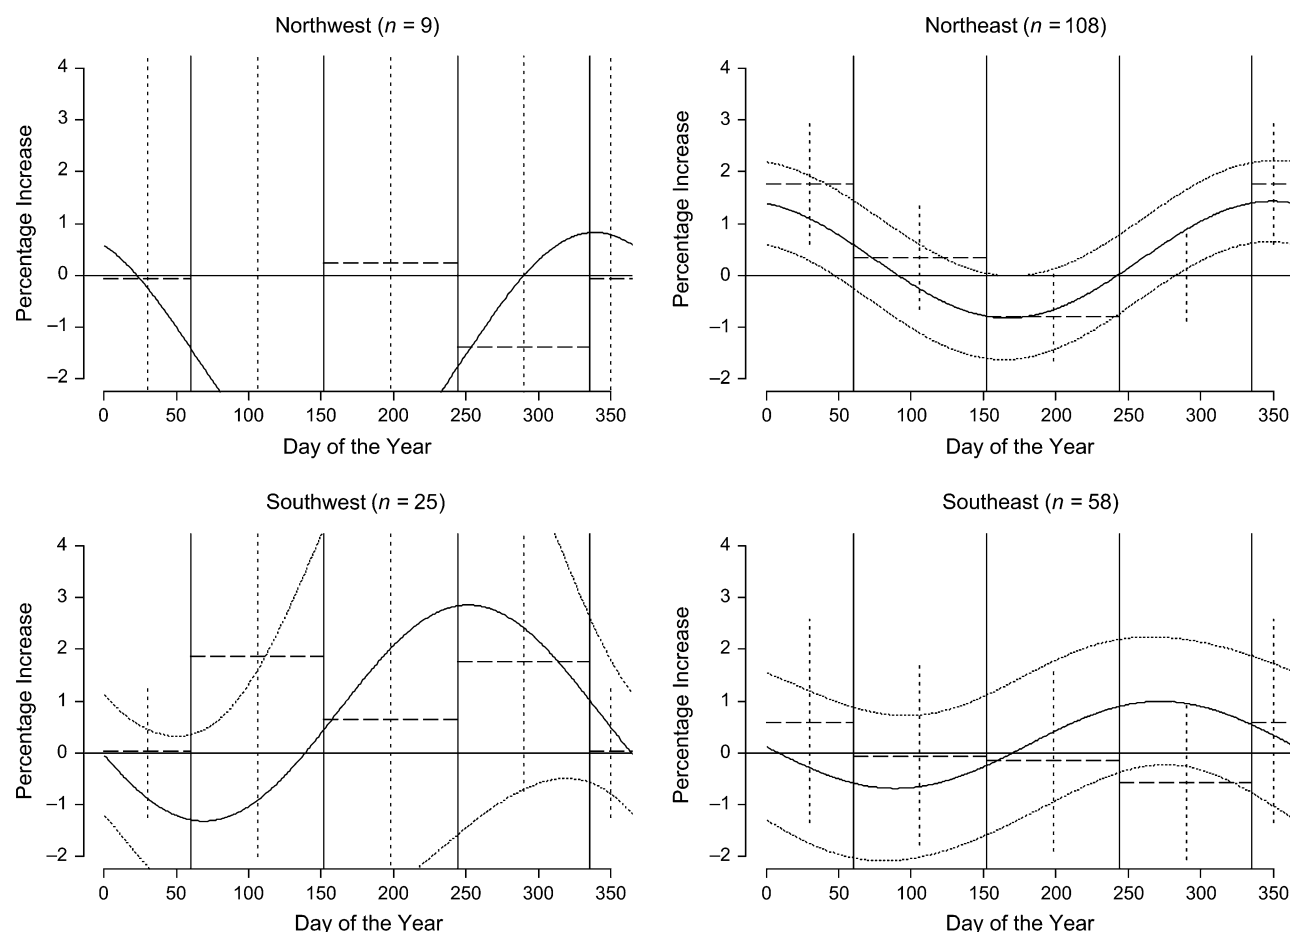 Northwest (n = 9)
Percentage Increase
4
3
2
1
0
–1
–2
0 50 100 150 200 250 300 350
Day of the Year
Northeast (n = 108)
Percentage Increase
4
3
2
1
0
–1
–2
0 50 100 150 200 250 300 350
Day of the Year
Southwest (n = 25)
Percentage Increase
4
3
2
1
0
–1
–2
0 50 100 150 200 250 300 350
Day of the Year
Southeast (n = 58)
Percentage Increase
4
3
2
1
0
–1
–2
0 50 100 150 200 250 300 350
Day of the Year